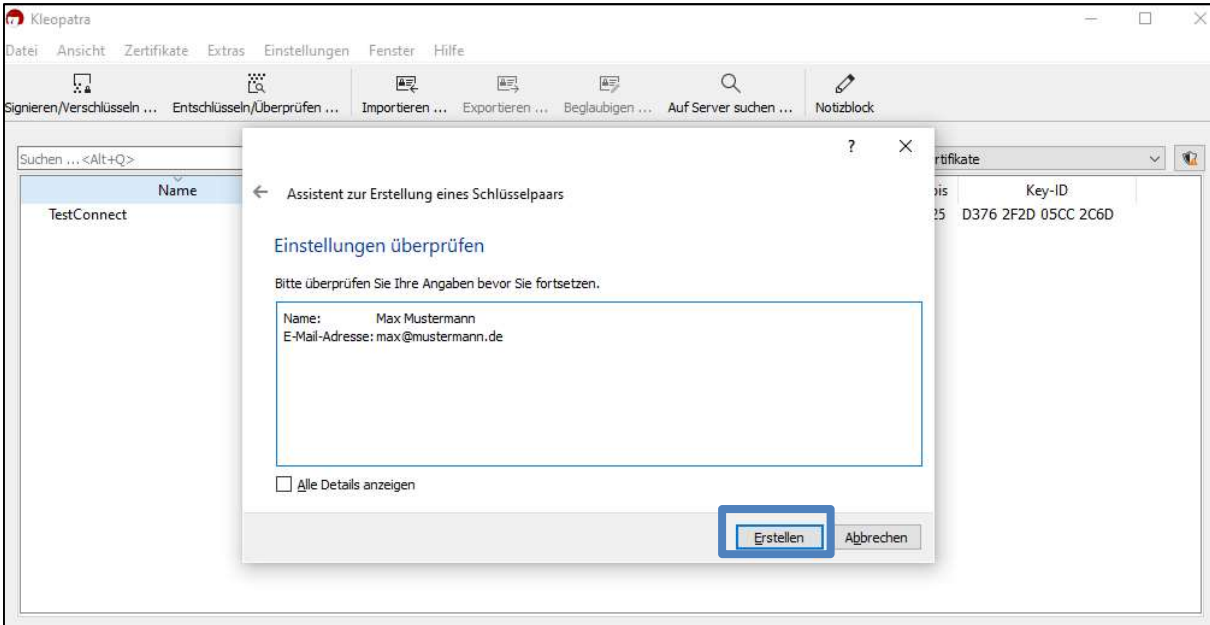 Kleopatra
Datei Ansicht Zertifikate Extras Einstellungen Fenster Hilfe
Signieren/Verschlüsseln ... Entschlüsseln/Überprüfen ... Importieren ... Exportieren ... Beglaubigen ... Auf Server suchen ... Notizblock
Suchen ...<Alt+Q>
rtifikate
Name
bis
Key-ID
TestConnect
25 D376 2F2D 05CC 2C6D
?
Assistent zur Erstellung eines Schlüsselpaars
Einstellungen überprüfen
Bitte überprüfen Sie Ihre Angaben bevor Sie fortsetzen.
Name: Max Mustermann
E-Mail-Adresse: max@mustermann.de
Alle Details anzeigen
Erstellen Abbrechen